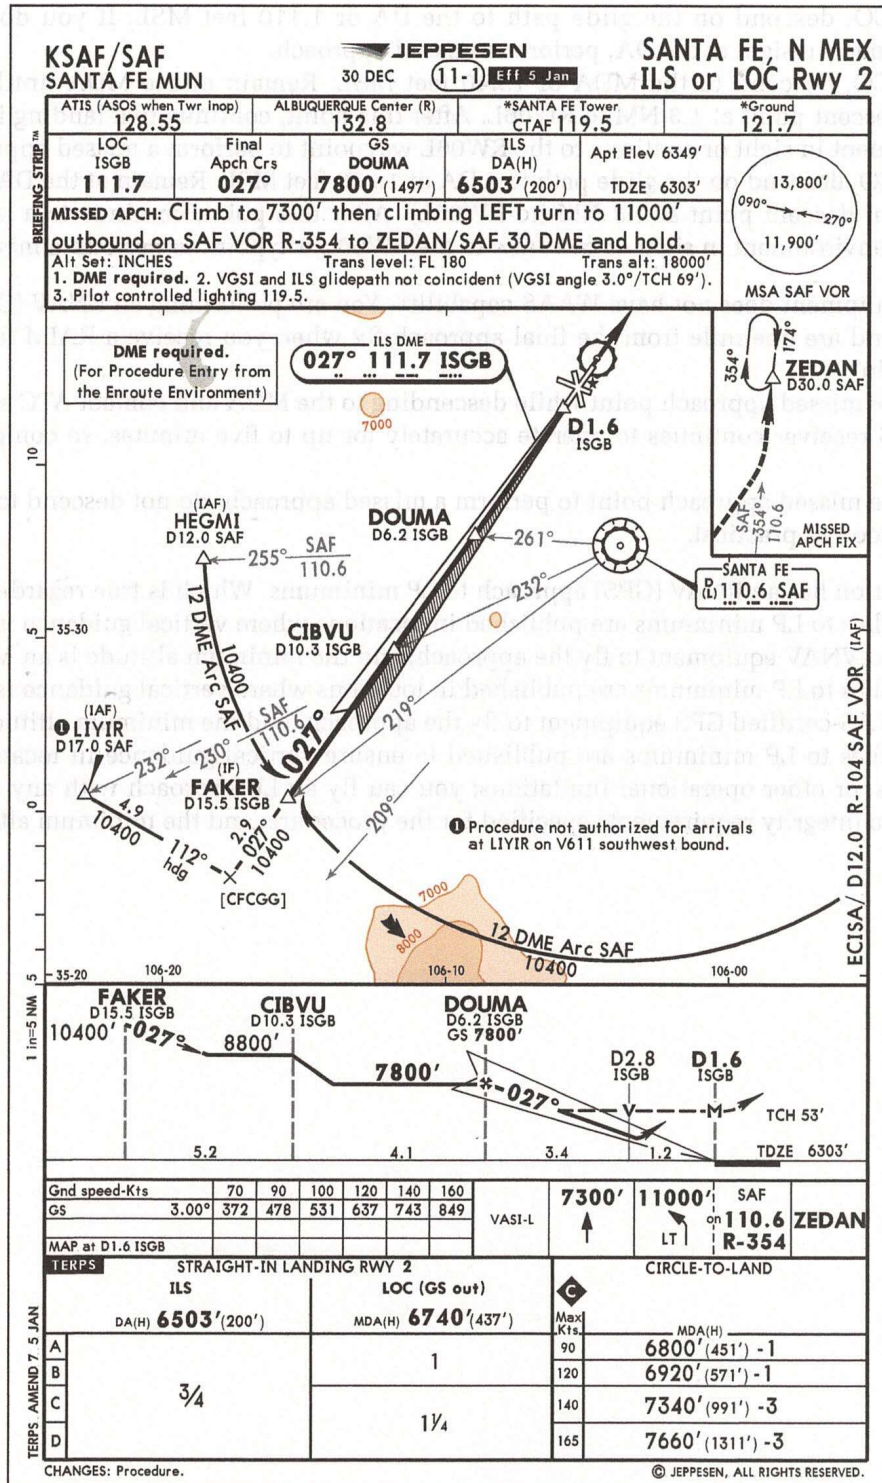 KSAF/SAF
SANTA FE MUN
JEPPESEN
30 DEC 11-1 Eff 5 Jan
SANTA FE, N MEX
ILS or LOC Rwy 2
ATIS (ASOS when Twr Inop)
128.55
ALBUQUERQUE Center (R)
132.8
*SANTA FE Tower
CTAF 119.5
*Ground
121.7
BRIEFING STRIP™
LOC
ISGB
111.7
Final
Apch Crs
027°
GS
DOUMA
7800' (1497')
ILS
DA(H)
6503' (200')
Apt Elev 6349'
TDZE 6303'
MISSED APCH: Climb to 7300' then climbing LEFT turn to 11000'
outbound on SAF VOR R-354 to ZEDAN/SAF 30 DME and hold.
Alt Set: INCHES Trans level: FL 180 Trans alt: 18000'
1. DME required. 2. VGSI and ILS glidepath not coincident (VGSI angle 3.0°/TCH 69').
3. Pilot controlled lighting 119.5.
13,800'
090°
270°
11,900'
MSA SAF VOR
DME required.
(For Procedure Entry from
the Enroute Environment)
ILS DME
027° 111.7 ISGB
7000
D1.6
ISGB
354°
174°
ZEDAN
D30.0 SAF
SAF
354°
110.6
MISSED
APCH FIX
10
(IAF)
HEGMI
D12.0 SAF
255° SAF
110.6
DOUMA
D6.2 ISGB
261°
239°
SANTA FE
D
(L) 110.6 SAF
5
35-30
12 DME Arc SAF
10400
CIBVU
D10.3 ISGB
219°
SAF
110.6
(IAF)
1 LIYIR
D17.0 SAF
239°
230°
027°
(IF)
FAKER
D15.5 ISGB
209°
0
4.9
10400
112°
hdg
2.9
027°
10400
[CFCGG]
1 Procedure not authorized for arrivals
at LIYIR on V611 southwest bound.
7000
8000
12 DME Arc SAF
10400
ECISA/ D12.0 R-104 SAF VOR (IAF)
5
35-20
106-20
106-10
106-00
1 in=5 NM
FAKER
D15.5 ISGB
10400'
027°
CIBVU
D10.3 ISGB
8800'
DOUMA
D6.2 ISGB
GS 7800'
7800'
027°
D2.8
ISGB
D1.6
ISGB
V
M
TCH 53'
TDZE 6303'
5.2 4.1 3.4 1.2
Gnd speed-Kts 70 90 100 120 140 160
GS 3.00° 372 478 531 637 743 849
MAP at D1.6 ISGB
VASI-L
7300'
11000'
LT
on
SAF
110.6
R-354
ZEDAN
TERPS
STRAIGHT-IN LANDING RWY 2
CIRCLE-TO-LAND
ILS
DA(H) 6503' (200')
LOC (GS out)
MDA(H) 6740' (437')
C
Max
Kts.
MDA(H)
A
B
C
D
3/4
1
1 1/4
90 6800' (451') -1
120 6920' (571') -1
140 7340' (991') -3
165 7660' (1311') -3
TERPS AMEND 7 5 JAN
CHANGES: Procedure.
© JEPPESEN, ALL RIGHTS RESERVED.